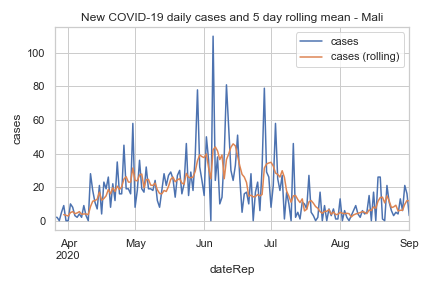 New COVID-19 daily cases and 5 day rolling mean - Mali
cases
cases (rolling)
100
80
60
40
20
0
cases
Apr
2020
May
Jun
Jul
Aug
Sep
dateRep